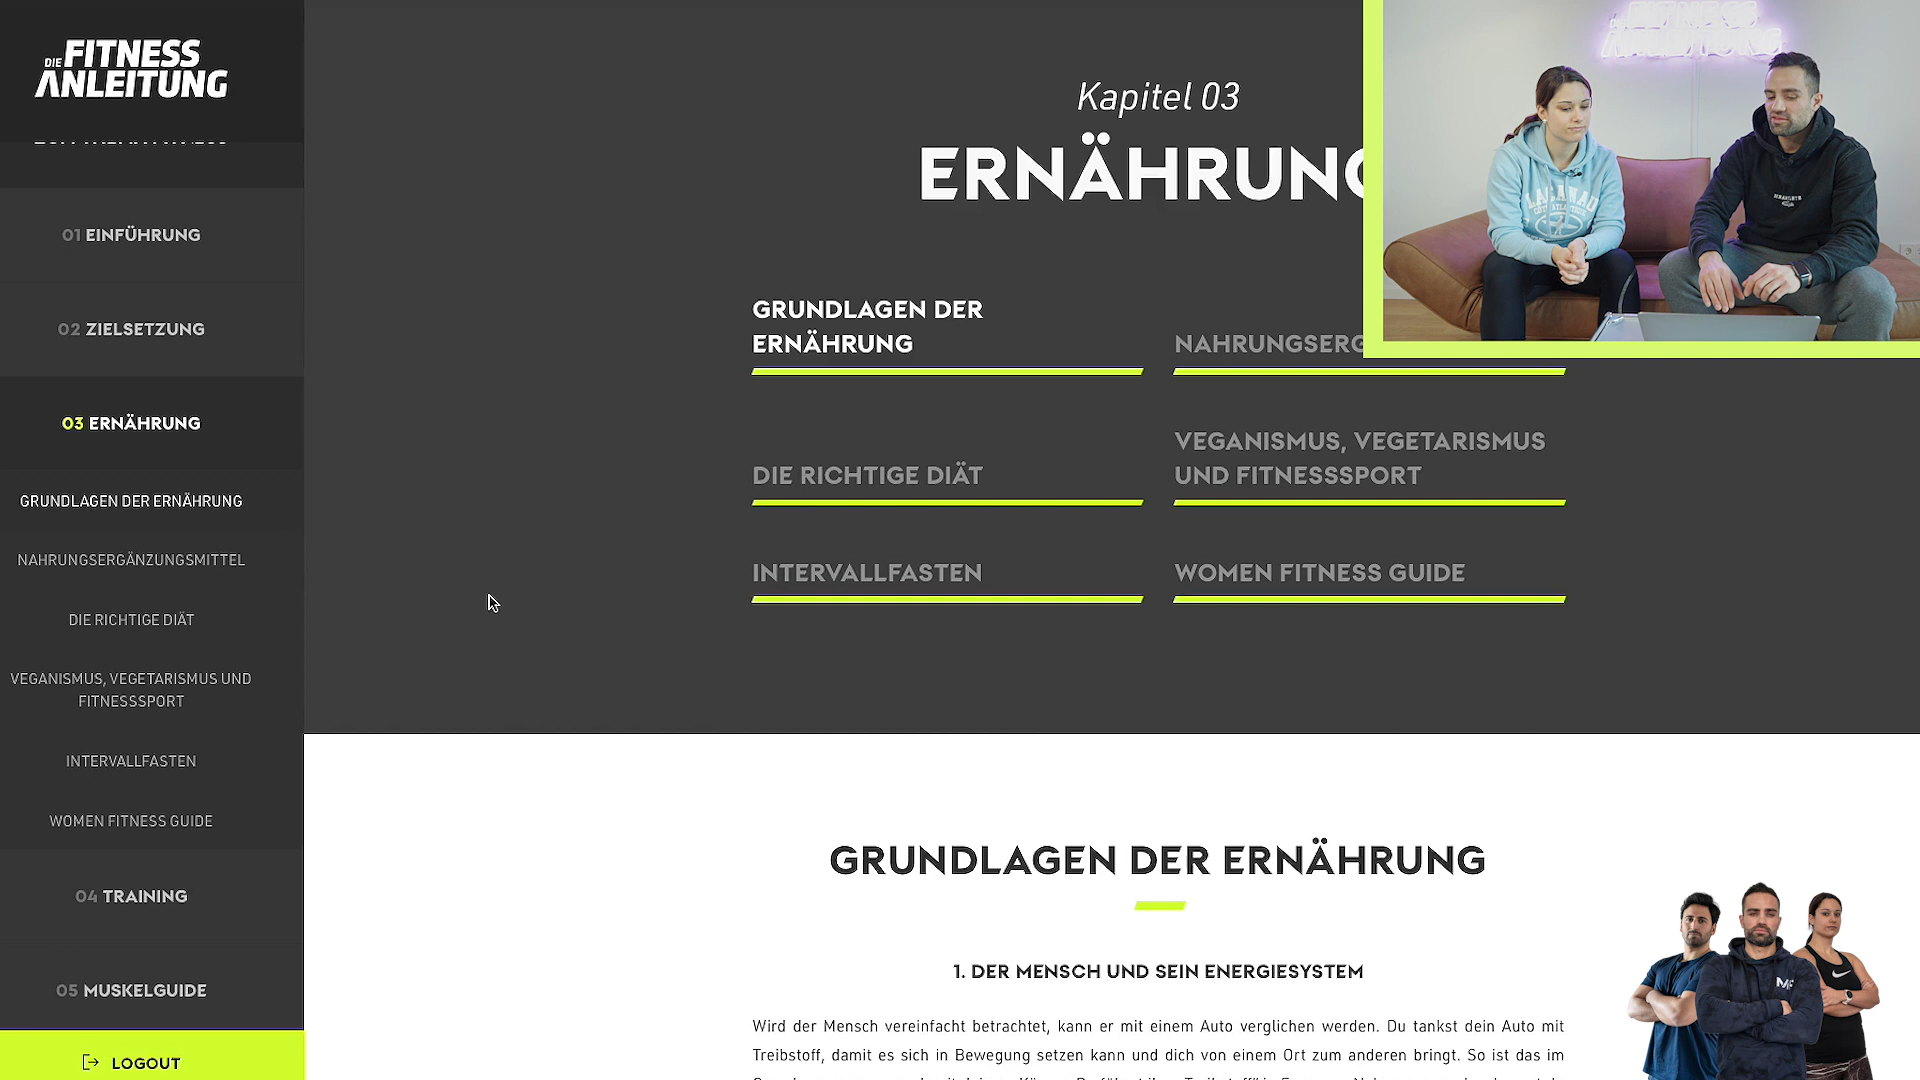 DIE FITNESS
ANLEITUNG
01 EINFÜHRUNG
02 ZIELSETZUNG
03 ERNÄHRUNG
GRUNDLAGEN DER ERNÄHRUNG
NAHRUNGSERGÄNZUNGSMITTEL
DIE RICHTIGE DIÄT
VEGANISMUS, VEGETARISMUS UND
FITNESSSPORT
INTERVALLFASTEN
WOMEN FITNESS GUIDE
04 TRAINING
05 MUSKELGUIDE
LOGOUT
Kapitel 03
ERNÄHRUNG
GRUNDLAGEN DER
ERNÄHRUNG
NAHRUNGSERG
DIE RICHTIGE DIÄT
VEGANISMUS, VEGETARISMUS
UND FITNESSSPORT
INTERVALLFASTEN
WOMEN FITNESS GUIDE
LACANAU
GRUNDLAGEN DER ERNÄHRUNG
1. DER MENSCH UND SEIN ENERGIESYSTEM
Wird der Mensch vereinfacht betrachtet, kann er mit einem Auto verglichen werden. Du tankst dein Auto mit
Treibstoff, damit es sich in Bewegung setzen kann und dich von einem Ort zum anderen bringt. So ist das im